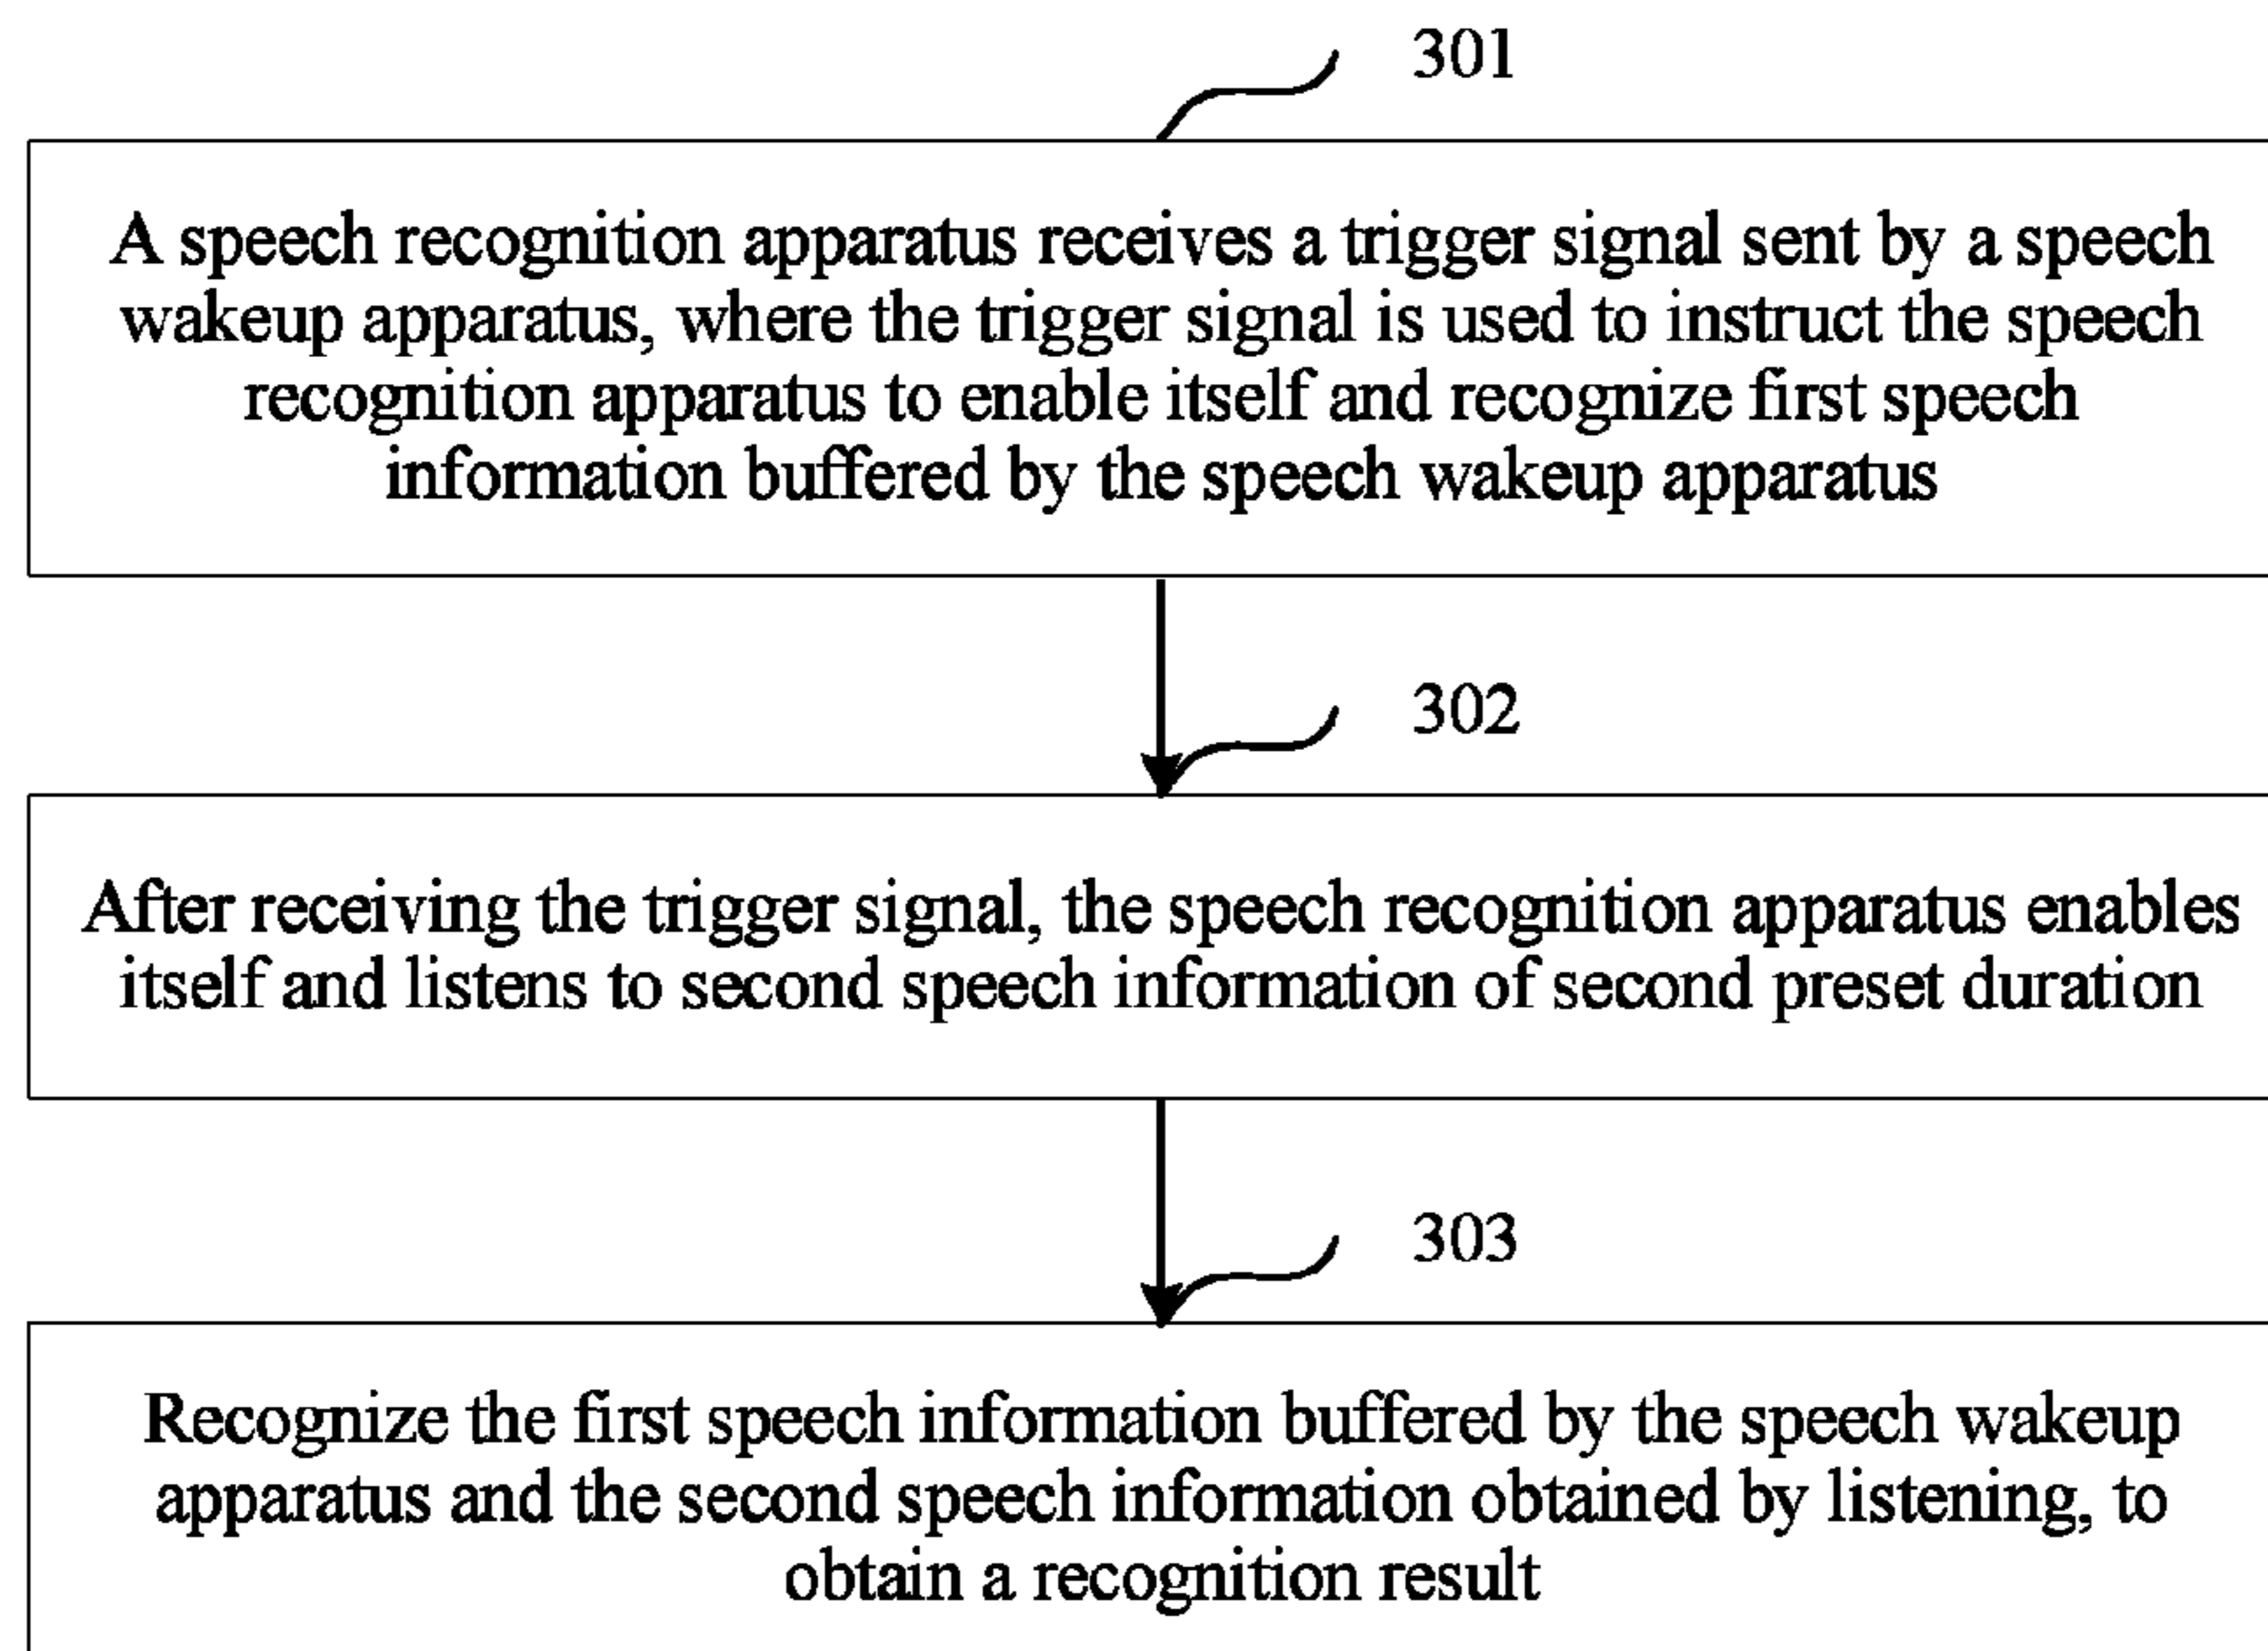 301
A speech recognition apparatus receives a trigger signal sent by a speech
wakeup apparatus, where the trigger signal is used to instruct the speech
recognition apparatus to enable itself and recognize first speech
information buffered by the speech wakeup apparatus
302
After receiving the trigger signal, the speech recognition apparatus enables
itself and listens to second speech information of second preset duration
303
Recognize the first speech information buffered by the speech wakeup
apparatus and the second speech information obtained by listening, to
obtain a recognition result